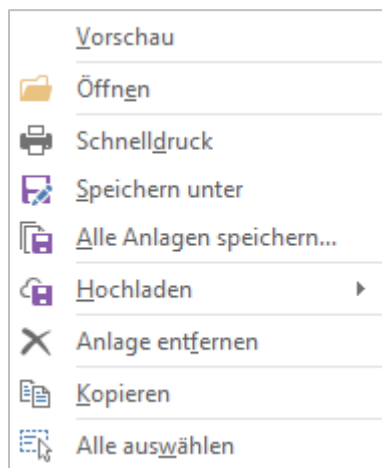 Vorschau
Öffnen
Schnelldruck
Speichern unter
Alle Anlagen speichern...
Hochladen
Anlage entfernen
Kopieren
Alle auswählen